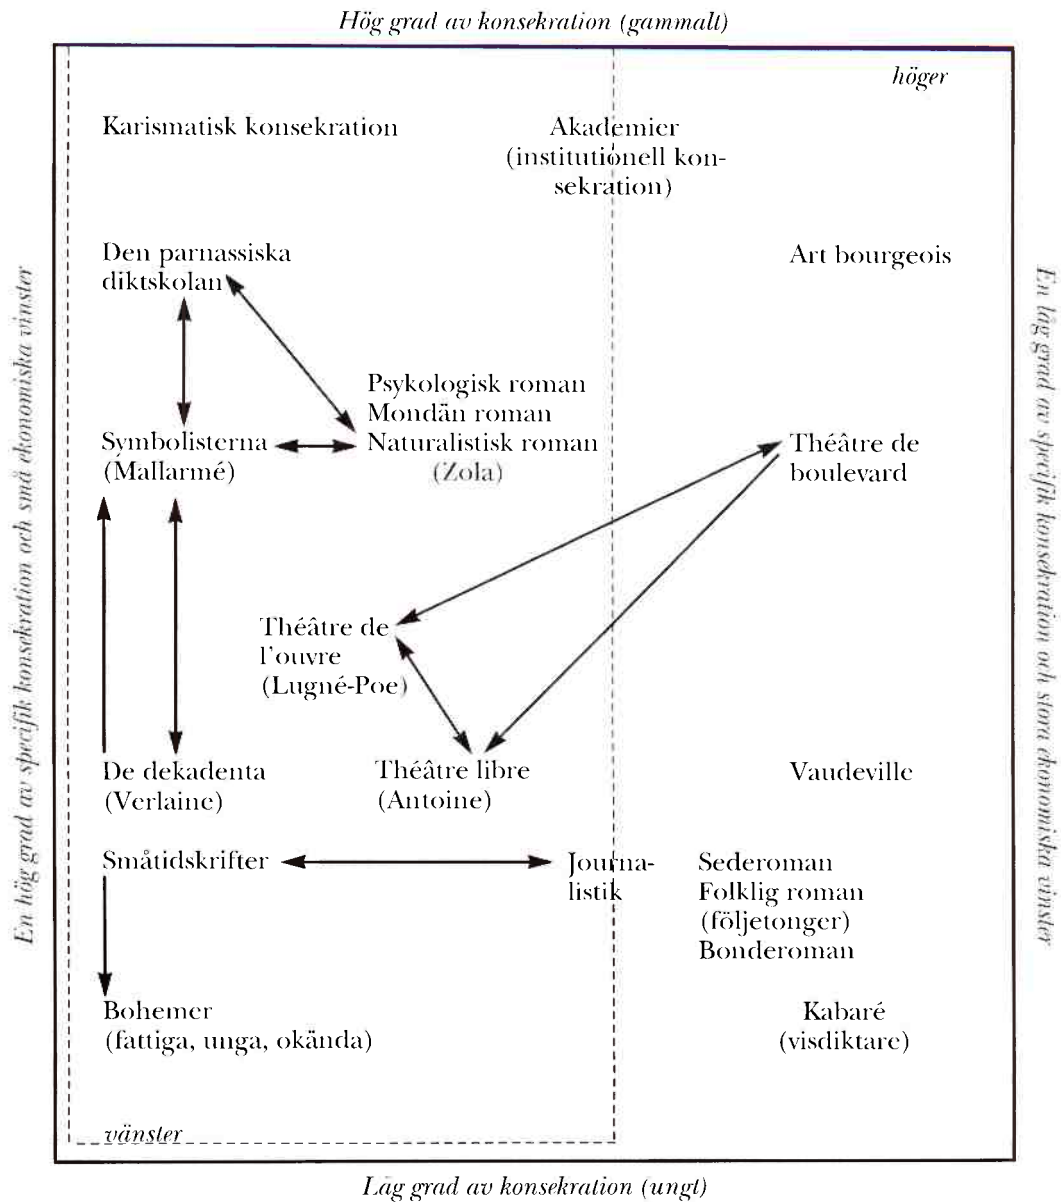 Hög grad av konsekration (gammalt)
höger
Karismatisk konsekration
Akademier
(institutionell kon-
sekration)
Den parnassiska
diktskolan
Art bourgeois
En hög grad av specifik konsekration och små ekonomiska vinster
En låg grad av specifik konsekration och stora ekonomiska vinster
Psykologisk roman
Mondän roman
Naturalistisk roman
(Zola)
Symbolisterna
(Mallarmé)
Théâtre de
boulevard
Théâtre de
l'ouvre
(Lugné-Poe)
De dekadenta
(Verlaine)
Théâtre libre
(Antoine)
Vaudeville
Småtidskrifter
Journa-
listik
Sederoman
Folklig roman
(följetonger)
Bonderoman
Bohemer
(fattiga, unga, okända)
Kabaré
(visdiktare)
vänster
Låg grad av konsekration (ungt)